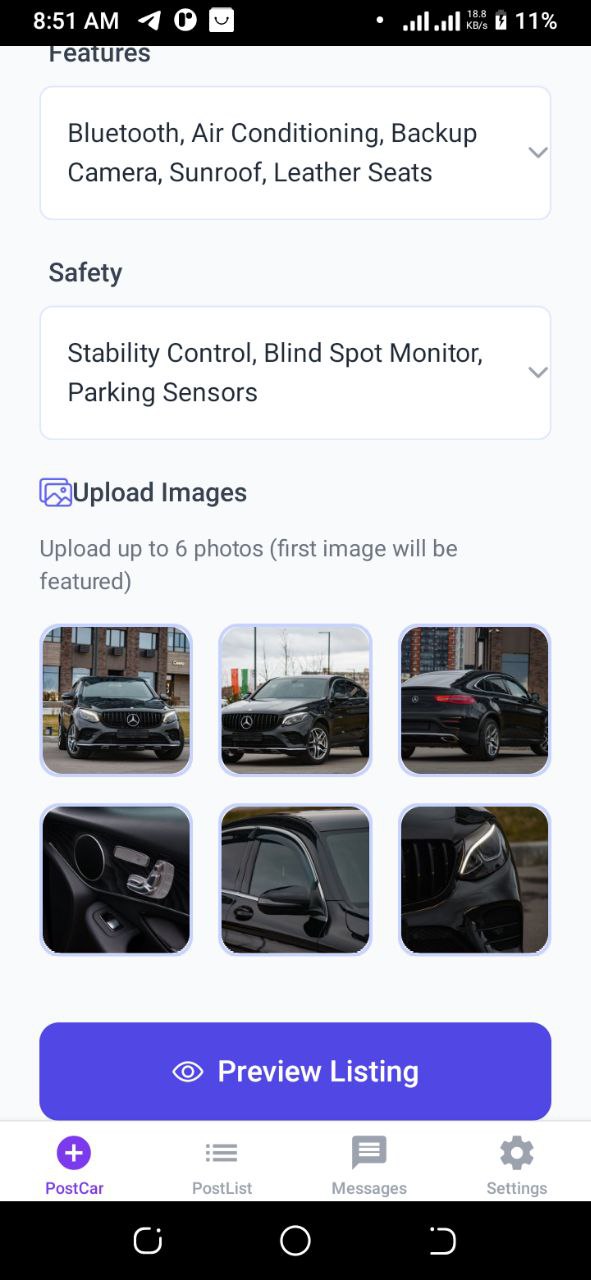 8:51 AM
18.8
KB/s
11%
Features
Bluetooth, Air Conditioning, Backup
Camera, Sunroof, Leather Seats
Safety
Stability Control, Blind Spot Monitor,
Parking Sensors
Upload Images
Upload up to 6 photos (first image will be
featured)
Preview Listing
PostCar
PostList
Messages
Settings